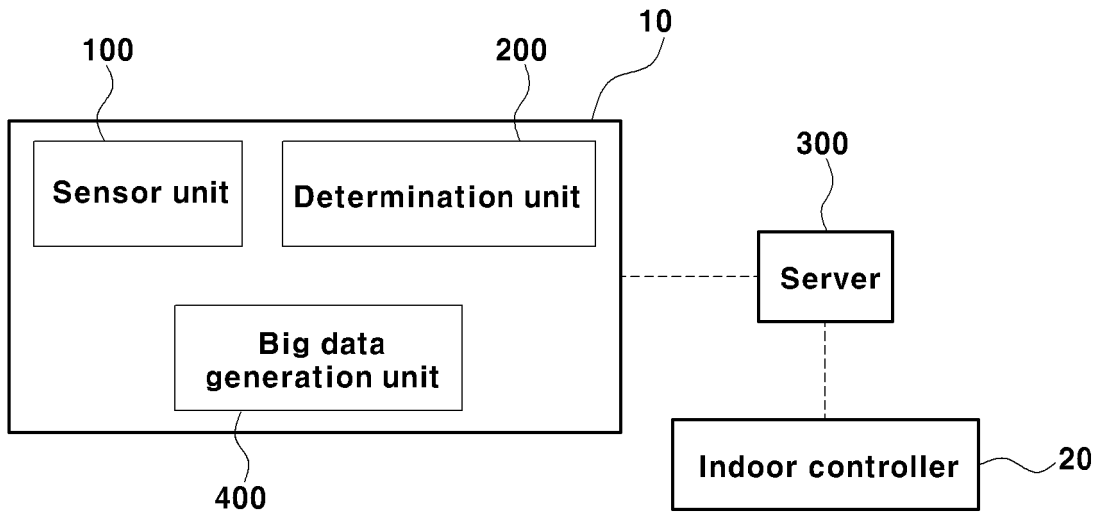 10
100
200
Sensor unit
Determination unit
300
Server
Big data
generation unit
400
Indoor controller
20